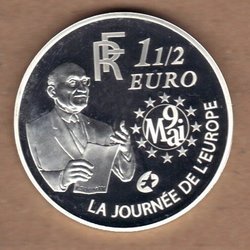 RF
1 1/2
EURO
9
Mai
LA JOURNÉE DE L'EUROPE